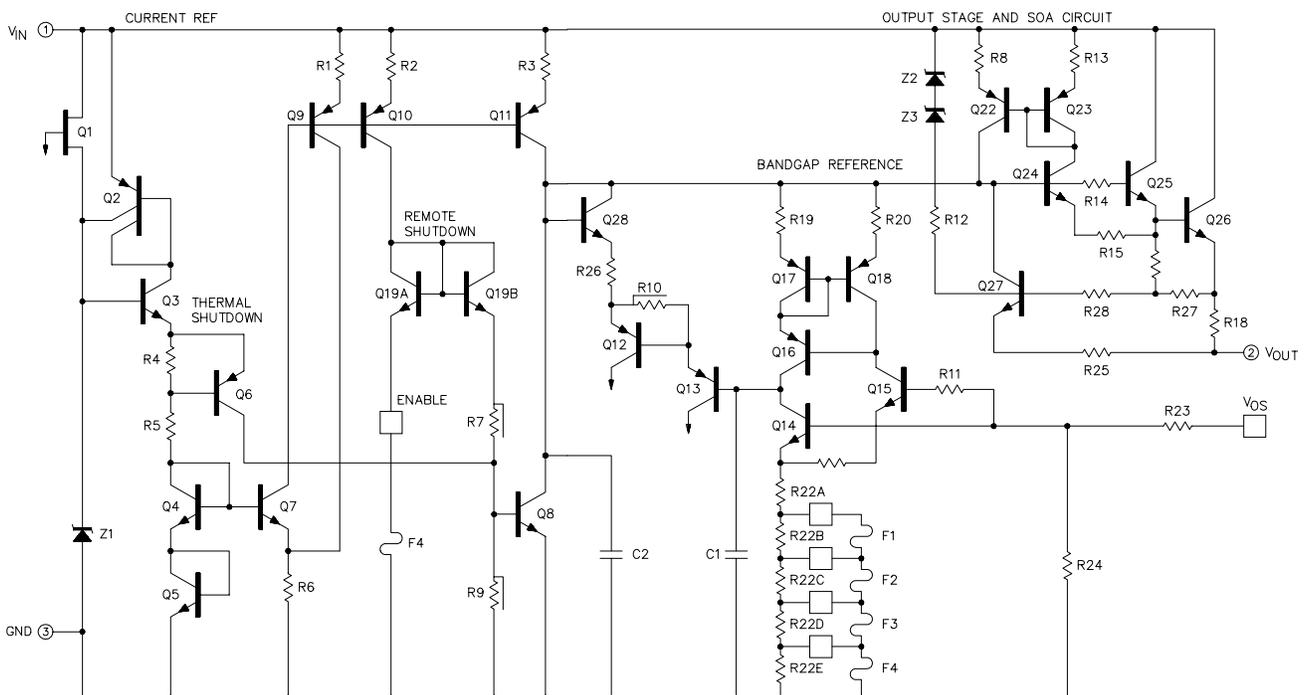 CURRENT REF
OUTPUT STAGE AND SOA CIRCUIT
VIN 1
R1
R2
R3
R8
R13
Z2
Z3
Q9
Q10
Q11
Q22
Q23
Q1
BANDGAP REFERENCE
Q24
Q25
R14
Q2
Q28
R19
R20
R12
Q26
REMOTE
SHUTDOWN
R15
R26
Q17
Q18
Q19A
Q19B
R10
Q27
Q3
THERMAL
SHUTDOWN
R28
R27
R18
Q12
Q16
2 VOUT
R4
R25
Q6
Q13
Q15
R11
ENABLE
VOS
R5
R7
Q14
R23
R22A
Q4
Q7
Q8
Z1
F4
R22B
F1
C2
C1
R24
R22C
F2
Q5
R6
R9
R22D
F3
GND 3
R22E
F4